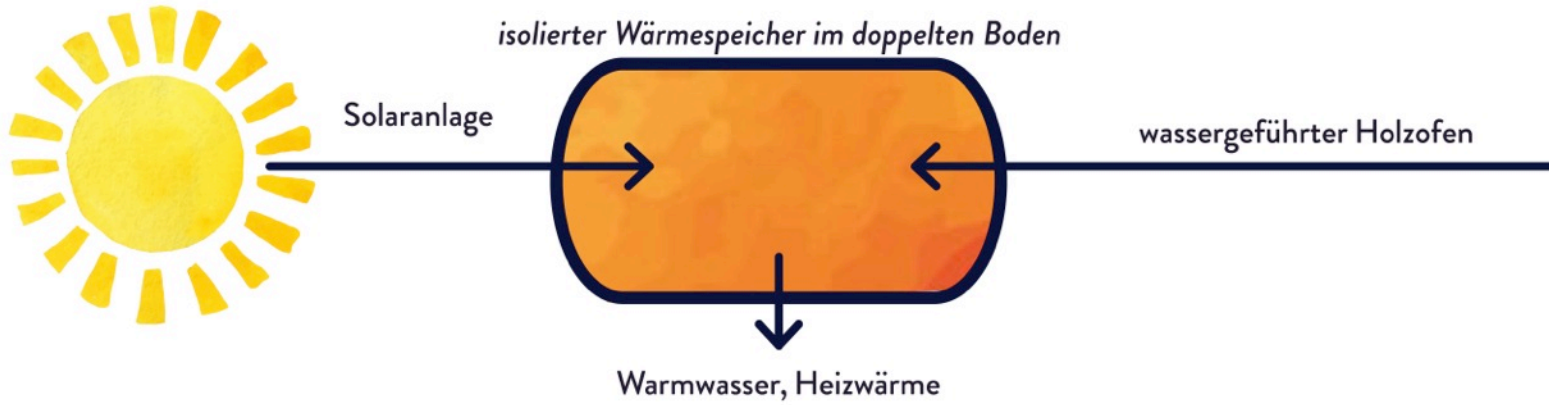 isolierter Wärmespeicher im doppelten Boden
Solaranlage
wassergeführter Holzofen
Warmwasser, Heizwärme